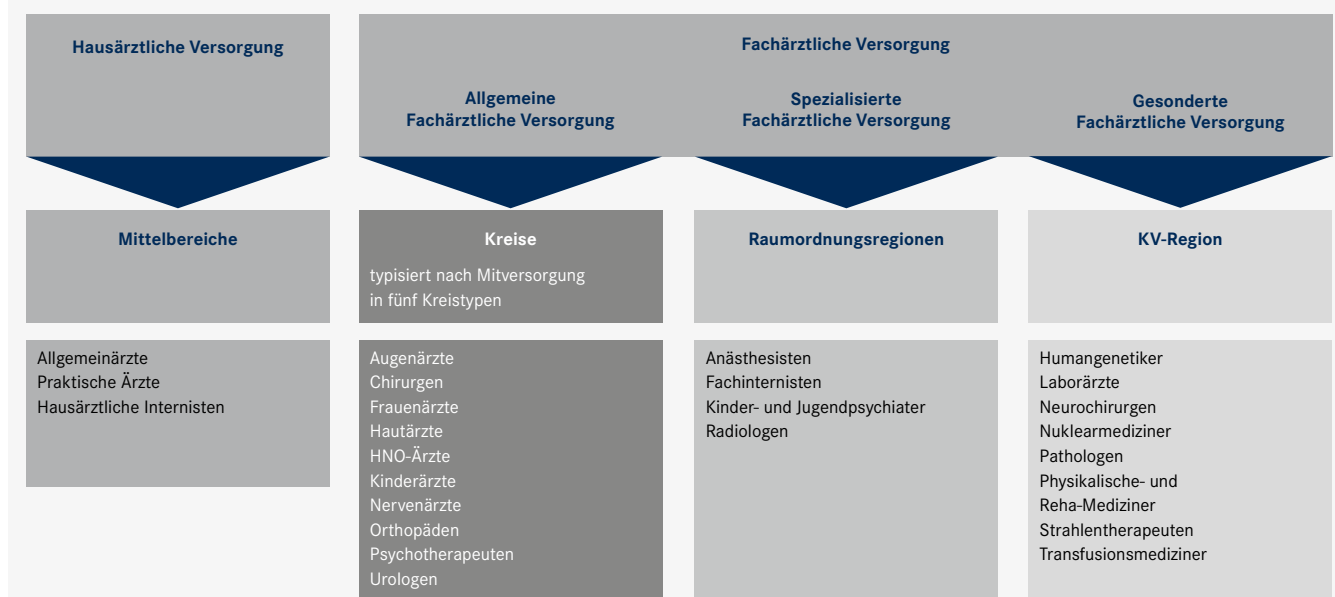 Hausärztliche Versorgung
Fachärztliche Versorgung
Allgemeine
Fachärztliche Versorgung
Spezialisierte
Fachärztliche Versorgung
Gesonderte
Fachärztliche Versorgung
Mittelbereiche
Kreise
typisiert nach Mitversorgung
in fünf Kreistypen
Raumordnungsregionen
KV-Region
Allgemeinärzte
Praktische Ärzte
Hausärztliche Internisten
Augenärzte
Chirurgen
Frauenärzte
Hautärzte
HNO-Ärzte
Kinderärzte
Nervenärzte
Orthopäden
Psychotherapeuten
Urologen
Anästhesisten
Fachinternisten
Kinder- und Jugendpsychiater
Radiologen
Humangenetiker
Laborärzte
Neurochirurgen
Nuklearmediziner
Pathologen
Physikalische- und
Reha-Mediziner
Strahlentherapeuten
Transfusionsmediziner